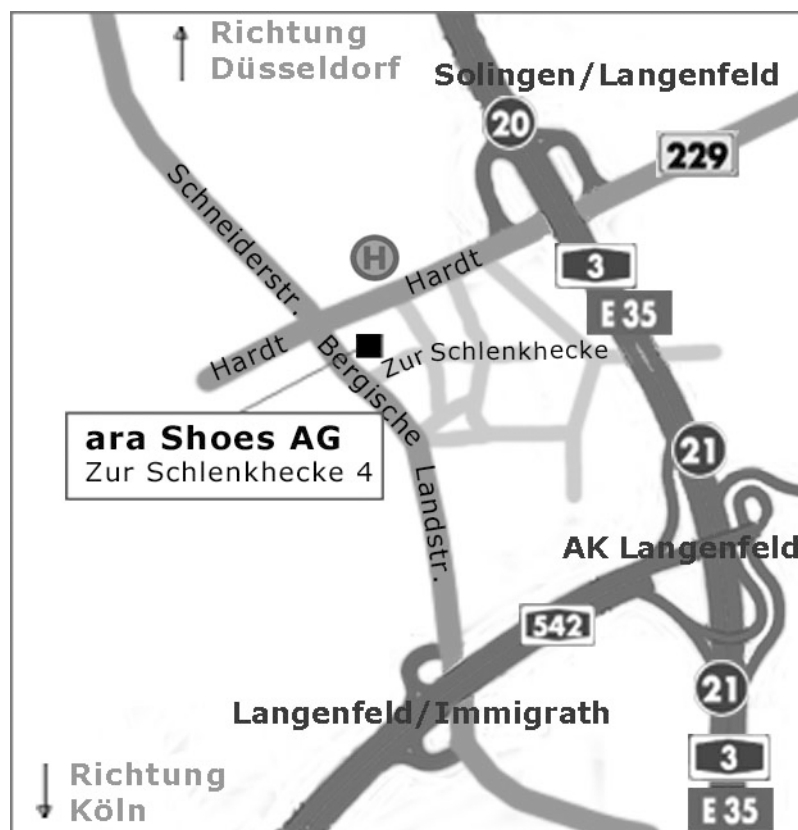 Richtung
Düsseldorf
Solingen/Langenfeld
20
229
Schneiderstr.
H
Hardt
3
E 35
Hardt
Bergische
Zur Schlenkhecke
ara Shoes AG
Zur Schlenkhecke 4
Landstr.
21
AK Langenfeld
542
21
Langenfeld/Immigrath
3
Richtung
Köln
E 35